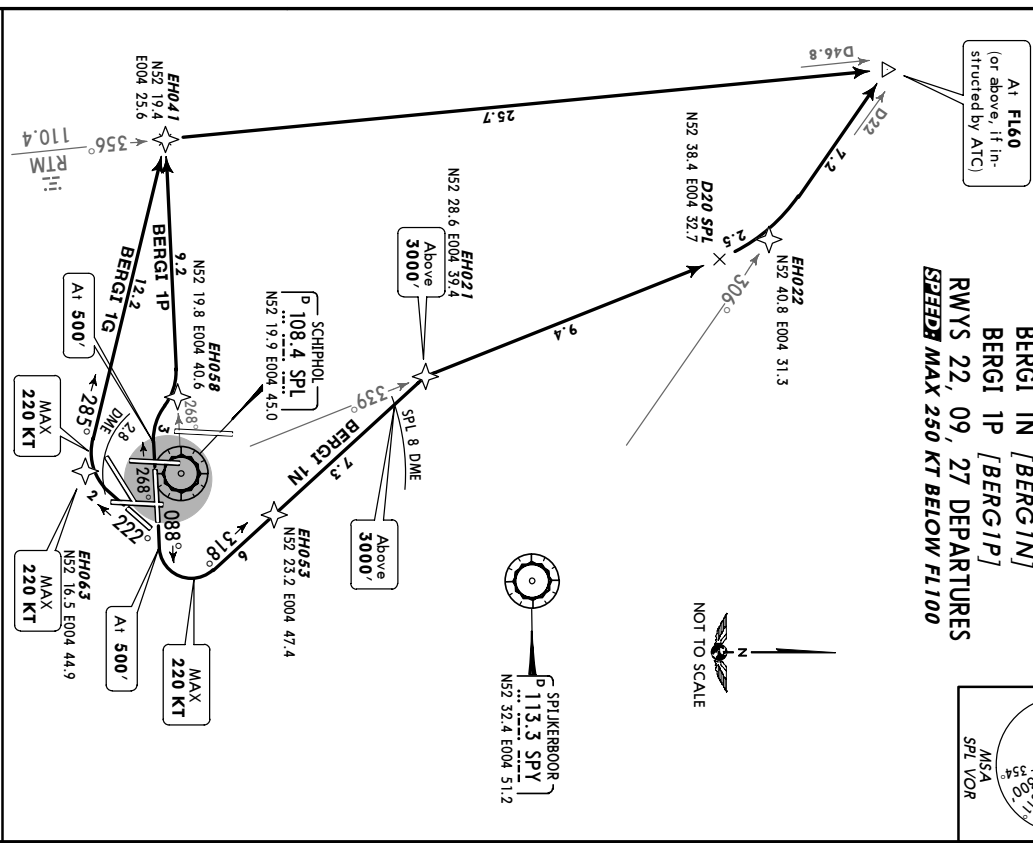 BERGI 1N [BERG1N]
BERGI 1P [BERG1P]
RWYS 22, 09, 27 DEPARTURES
SPEED: MAX 250 KT BELOW FL100
MSA
SPL VOR
354°
At FL60
(or above, if in-
structed by ATC)
D46.8
D22
7.2
2.5
EH022
N52 40.8 E004 31.3
306°
D20 SPL
N52 38.4 E004 32.7
25.7
9.4
NOT TO SCALE
N
SPIJKERBOOR
D 113.3 SPY
N52 32.4 E004 51.2
EH021
N52 28.6 E004 39.4
Above
3000'
339°
SPL 8 DME
Above
3000'
BERGI 1N
7.3
EH053
N52 23.2 E004 47.4
318°
6
SCHIPHOL
D 108.4 SPL
N52 19.9 E004 45.0
EH058
N52 19.8 E004 40.6
EH041
N52 19.4
E004 25.6
356°
RTM
110.4
BERGI 1P
9.2
12.2
BERGI 1G
At 500'
268°
3
268°
088°
285°
2.8
DME
2
222°
MAX
220 KT
EH063
N52 16.5 E004 44.9
MAX
220 KT
At 500'
MAX
220 KT